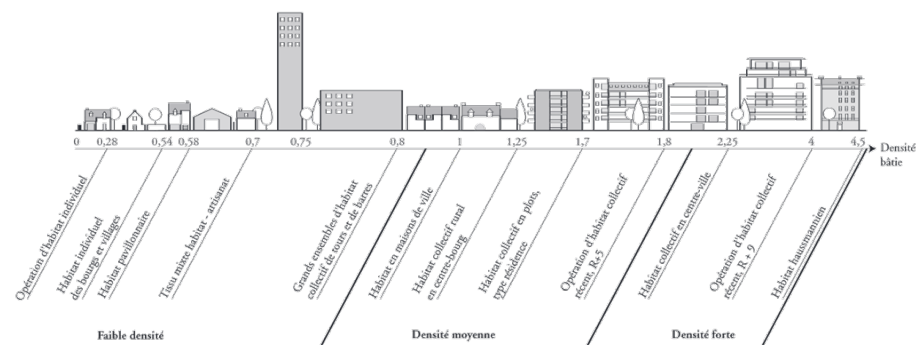 0 0,28 0,54 0,58 0,7 0,75 0,8 1 1,25 1,7 1,8 2,25 4 4,5
Densité
bâtie
Opération d'habitat individuel
Habitat individuel
des bourgs et villages
Habitat pavillonnaire
Tissu mixte habitat - artisanat
Grands ensembles d'habitat
collectif de tours et de barres
Habitat en maisons de ville
Habitat collectif rural
en centre-bourg
Habitat collectif en plots,
type résidence
Opération d'habitat collectif
récent, R+5
Habitat collectif en centre-ville
Opération d'habitat collectif
récent, R + 9
Habitat haussmannien
Faible densité
Densité moyenne
Densité forte